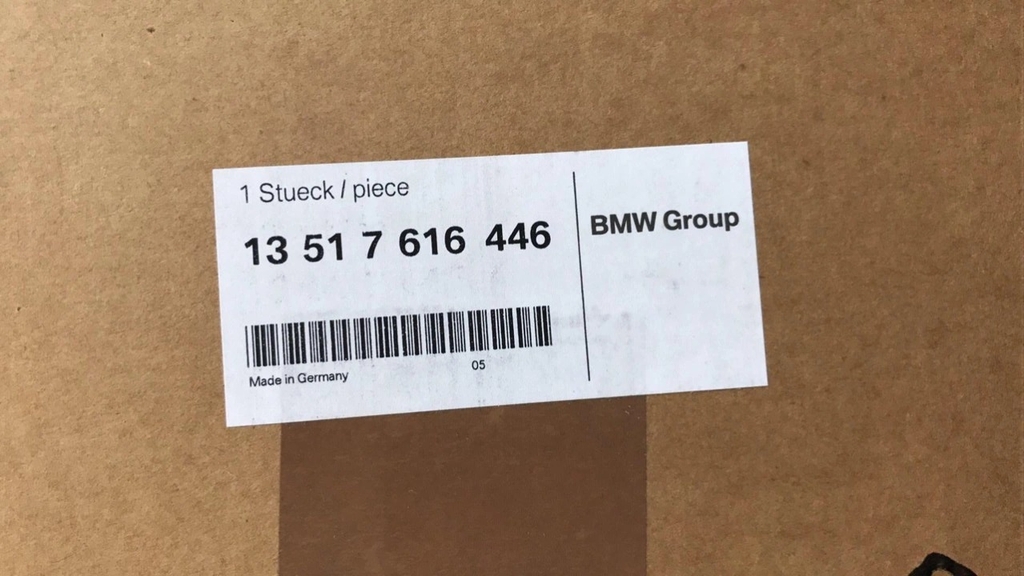 1 Stueck / piece
13 51 7 616 446
BMW Group
Made in Germany
05